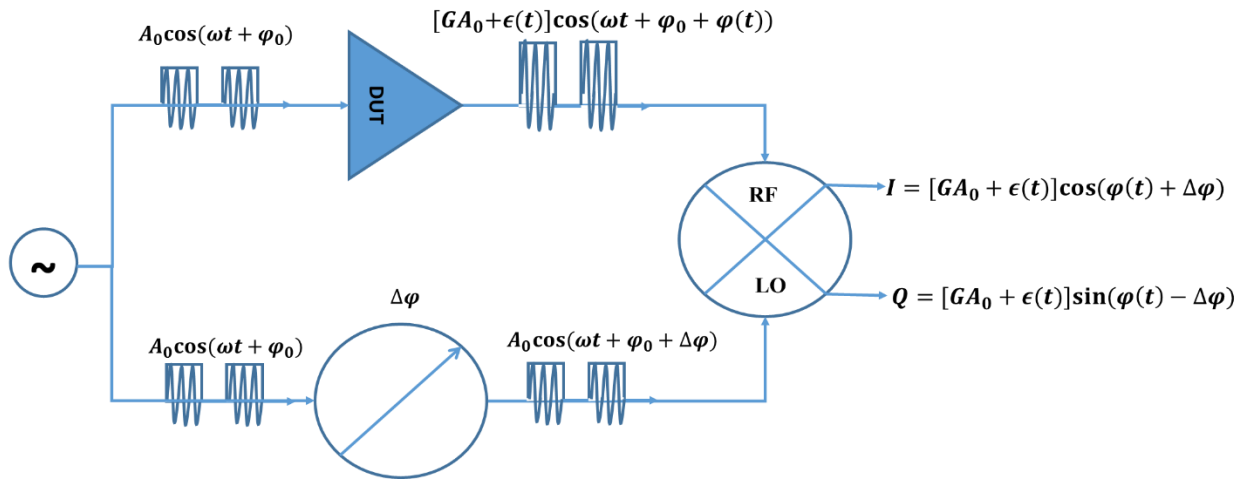 [GA₀+ϵ(t)]cos(ωt + φ₀ + φ(t))
A₀cos(ωt + φ₀)
DUT
RF
I = [GA₀ + ϵ(t)]cos(φ(t) + Δφ)
~
LO
Q = [GA₀ + ϵ(t)]sin(φ(t) − Δφ)
Δφ
A₀cos(ωt + φ₀)
A₀cos(ωt + φ₀ + Δφ)